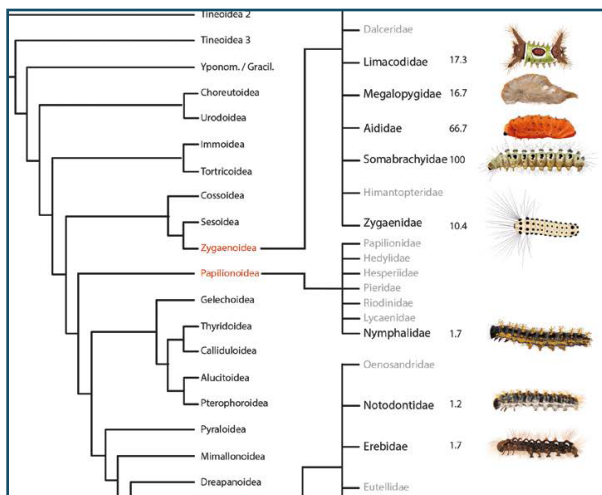 Tineoidea 2
Tineoidea 3
Yponom. / Gracil.
Choreutoidea
Urodoidea
Immoidea
Tortricoidea
Cossoidea
Sesoidea
Zygaenoidea
Papilionoidea
Gelechoidea
Thyridoidea
Calliduloidea
Alucitoidea
Pterophoroidea
Pyraloidea
Mimallonoidea
Drepanoidea
Dalceridae
Limacodidae 17.3
Megalopygidae 16.7
Aididae 66.7
Somabrachyidae 100
Himantopteridae
Zygaenidae 10.4
Papilionidae
Hedylidae
Hesperiidae
Pieridae
Riodinidae
Lycaenidae
Nymphalidae 1.7
Oenosandridae
Notodontidae 1.2
Erebidae 1.7
Eutellidae